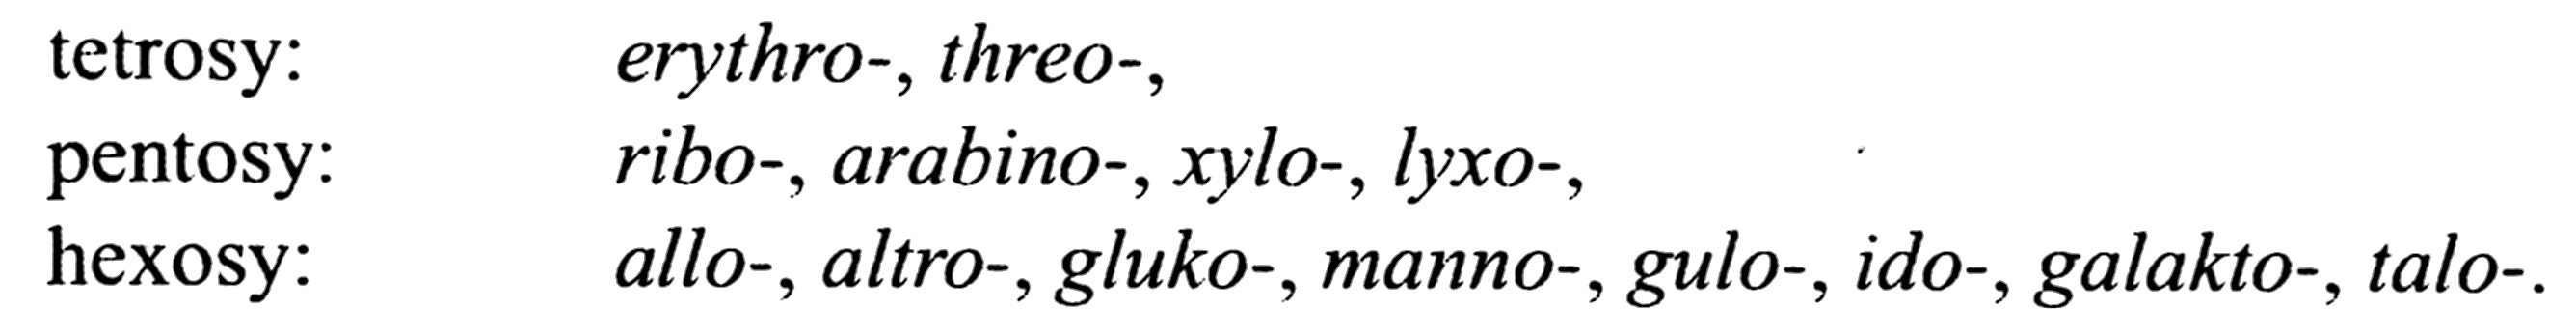 tetrosy: erythro-, threo-,
pentosy: ribo-, arabino-, xylo-, lyxo-,
hexosy: allo-, altro-, gluko-, manno-, gulo-, ido-, galakto-, talo-.